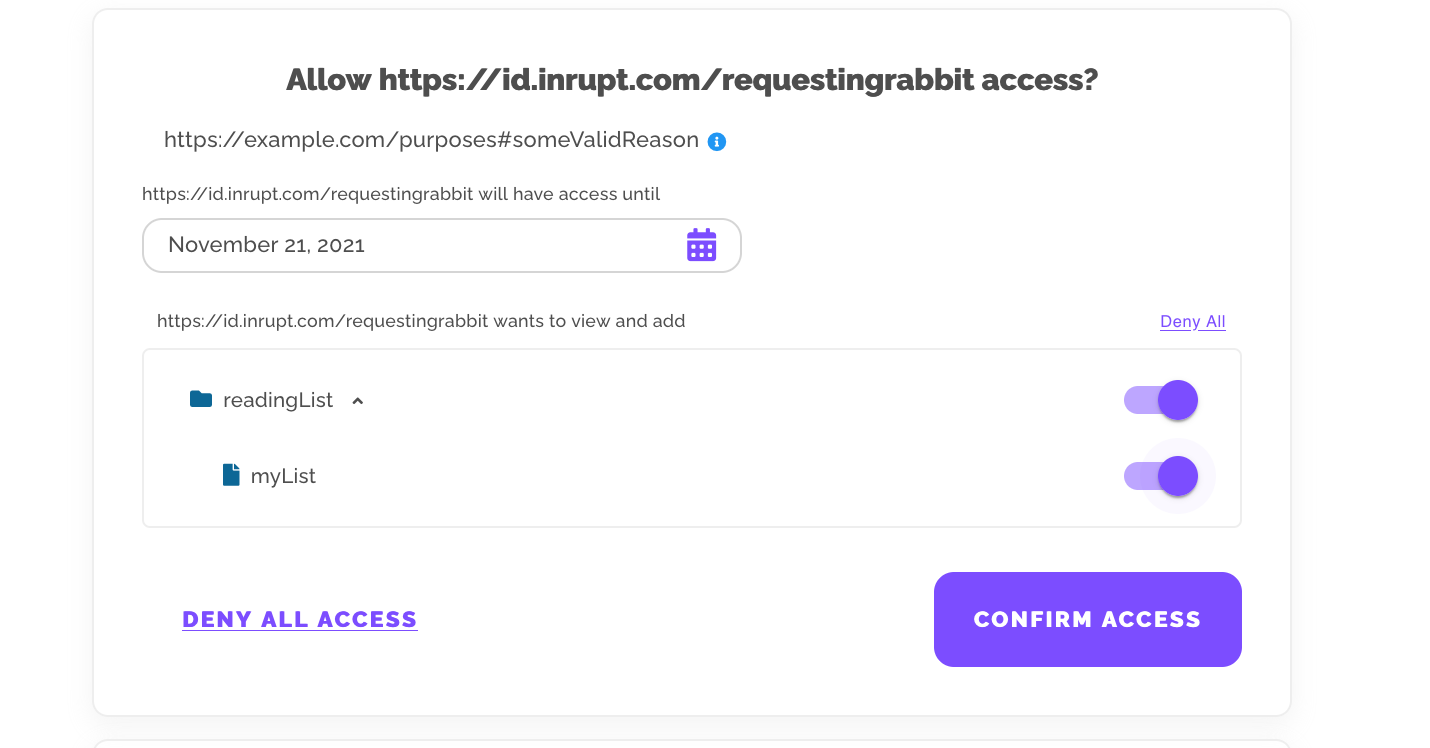 Allow https://id.inrupt.com/requestingrabbit access?
https://example.com/purposes#someValidReason
https://id.inrupt.com/requestingrabbit will have access until
November 21, 2021
https://id.inrupt.com/requestingrabbit wants to view and add
Deny All
readingList
myList
DENY ALL ACCESS
CONFIRM ACCESS